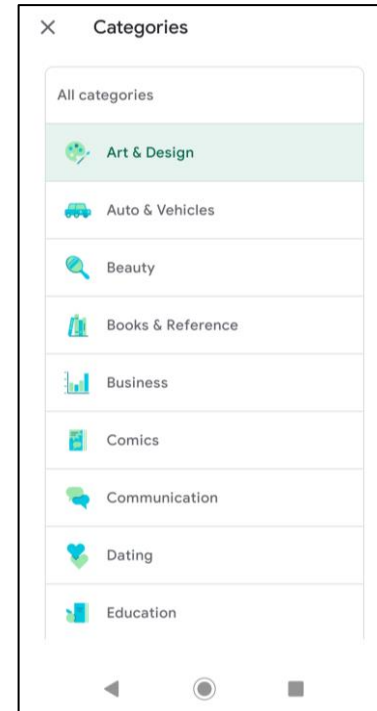 Categories
All categories
Art & Design
Auto & Vehicles
Beauty
Books & Reference
Business
Comics
Communication
Dating
Education